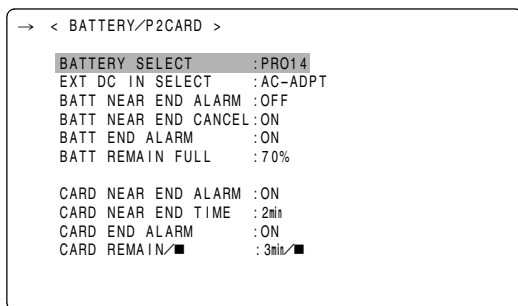 → < BATTERY/P2CARD >
BATTERY SELECT :PRO14
EXT DC IN SELECT :AC-ADPT
BATT NEAR END ALARM :OFF
BATT NEAR END CANCEL:ON
BATT END ALARM :ON
BATT REMAIN FULL :70%
CARD NEAR END ALARM :ON
CARD NEAR END TIME :2min
CARD END ALARM :ON
CARD REMAIN/■ :3min/■